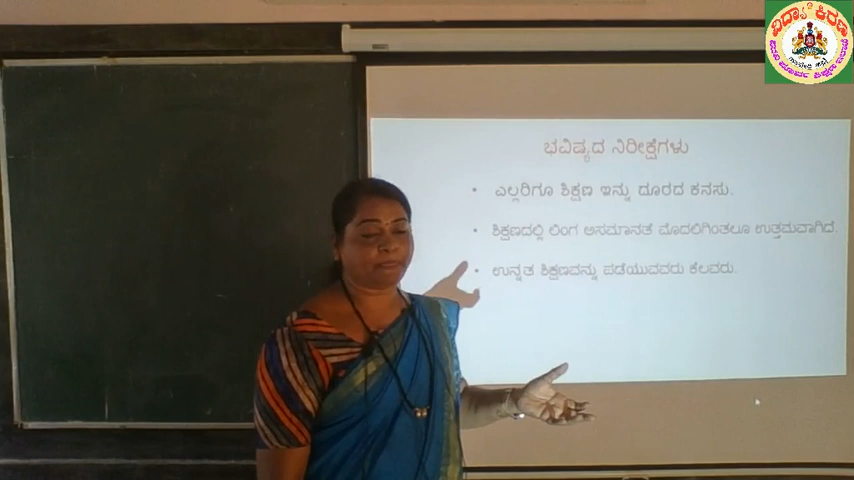 ವಿದ್ಯಾ ಕಿರಣ
ಭವಿಷ್ಯದ ನಿರೀಕ್ಷೆಗಳು
• ಎಲ್ಲರಿಗೂ ಶಿಕ್ಷಣ ಇನ್ನು ದೂರದ ಕನಸು.
• ಶಿಕ್ಷಣದಲ್ಲಿ ಲಿಂಗ ಅಸಮಾನತೆ ಮೊದಲಿಗಿಂತಲೂ ಉತ್ತಮವಾಗಿದೆ.
• ಉನ್ನತ ಶಿಕ್ಷಣವನ್ನು ಪಡೆಯುವವರು ಕೆಲವರು.